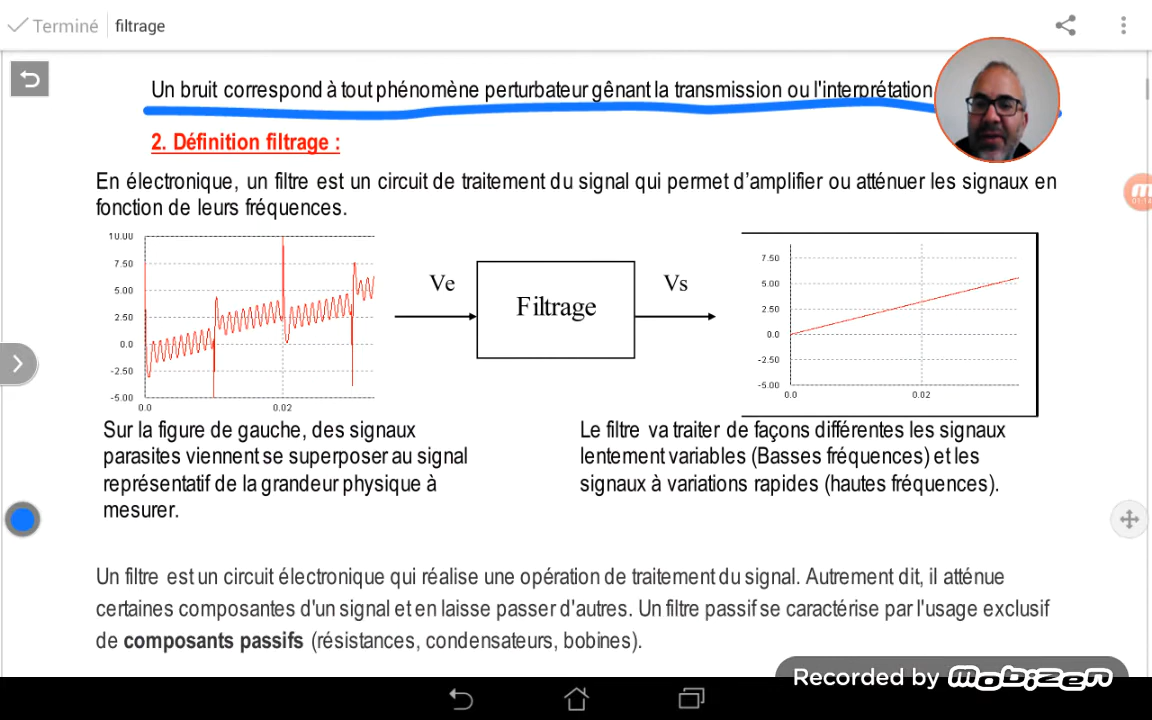 Terminé filtrage
Un bruit correspond à tout phénomène perturbateur gênant la transmission ou l'interprétation
2. Définition filtrage :
En électronique, un filtre est un circuit de traitement du signal qui permet d’amplifier ou atténuer les signaux en
fonction de leurs fréquences.
10.00
7.50
5.00
2.50
0.0
-2.50
-5.00
0.0 0.02
Ve
Filtrage
Vs
7.50
5.00
2.50
0.0
-2.50
-5.00
0.0 0.02
Sur la figure de gauche, des signaux
parasites viennent se superposer au signal
représentatif de la grandeur physique à
mesurer.
Le filtre va traiter de façons différentes les signaux
lentement variables (Basses fréquences) et les
signaux à variations rapides (hautes fréquences).
Un filtre est un circuit électronique qui réalise une opération de traitement du signal. Autrement dit, il atténue
certaines composantes d'un signal et en laisse passer d'autres. Un filtre passif se caractérise par l'usage exclusif
de composants passifs (résistances, condensateurs, bobines).
Recorded by mobizen